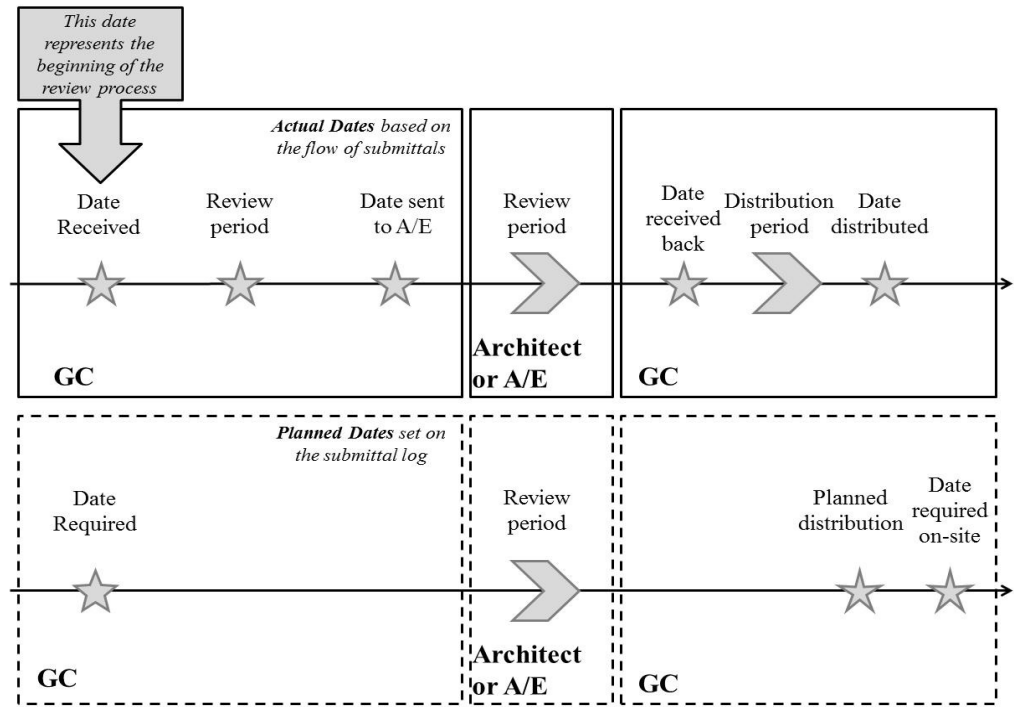 This date
represents the
beginning of the
review process
Actual Dates based on
the flow of submittals
Date
Received
Review
period
Date sent
to A/E
Review
period
Date
received
back
Distribution
period
Date
distributed
GC
Architect
or A/E
GC
Planned Dates set on
the submittal log
Date
Required
Review
period
Planned
distribution
Date
required
on-site
GC
Architect
or A/E
GC